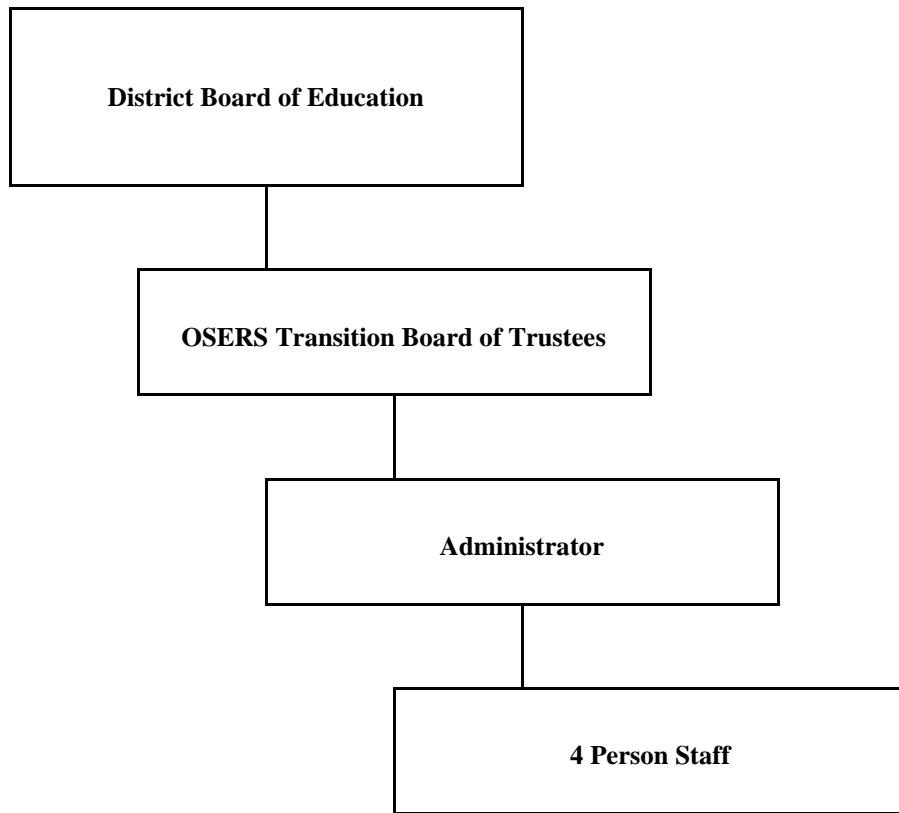 District Board of Education
OSERS Transition Board of Trustees
Administrator
4 Person Staff